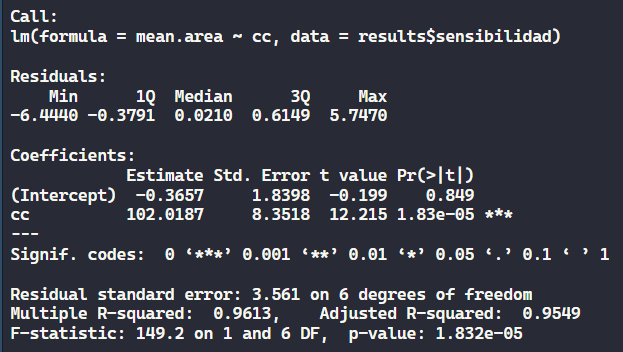 Call:
lm(formula = mean.area ~ cc, data = results$sensibilidad)
Residuals:
    Min      1Q  Median      3Q     Max
-6.4440 -0.3791  0.0210  0.6149  5.7470
Coefficients:
            Estimate Std. Error t value Pr(>|t|)
(Intercept)  -0.3657     1.8398  -0.199    0.849
cc          102.0187     8.3518  12.215 1.83e-05 ***
---
Signif. codes:  0 ‘***’ 0.001 ‘**’ 0.01 ‘*’ 0.05 ‘.’ 0.1 ‘ ’ 1
Residual standard error: 3.561 on 6 degrees of freedom
Multiple R-squared:  0.9613,    Adjusted R-squared:  0.9549
F-statistic: 149.2 on 1 and 6 DF,  p-value: 1.832e-05